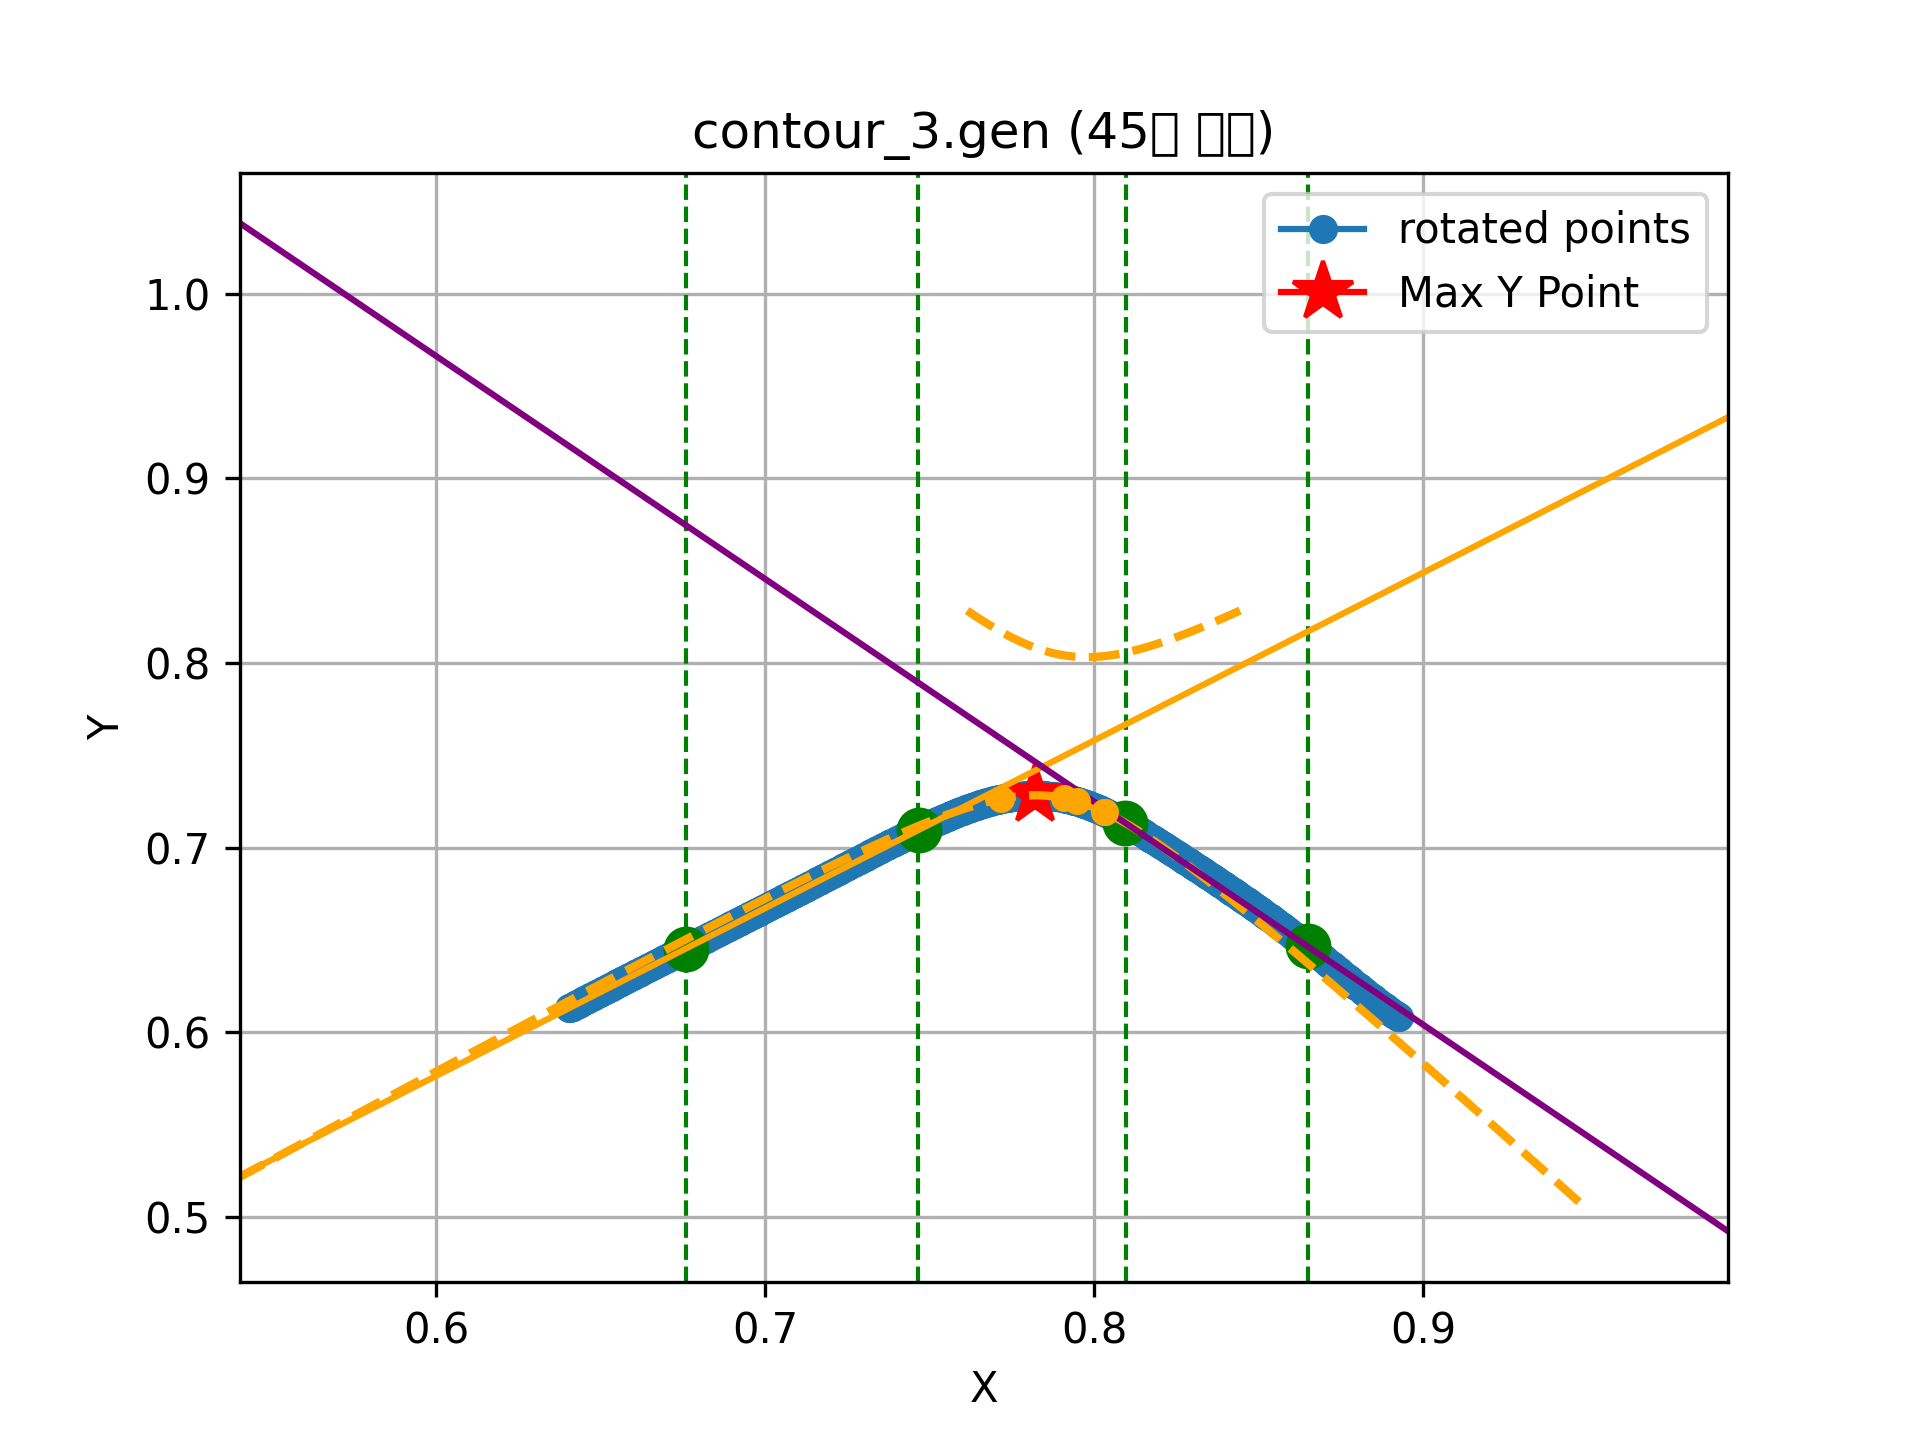 contour_3.gen (45▯ ▯▯)
rotated points
Max Y Point
1.0
0.9
0.8
0.7
0.6
0.5
Y
0.6 0.7 0.8 0.9
X